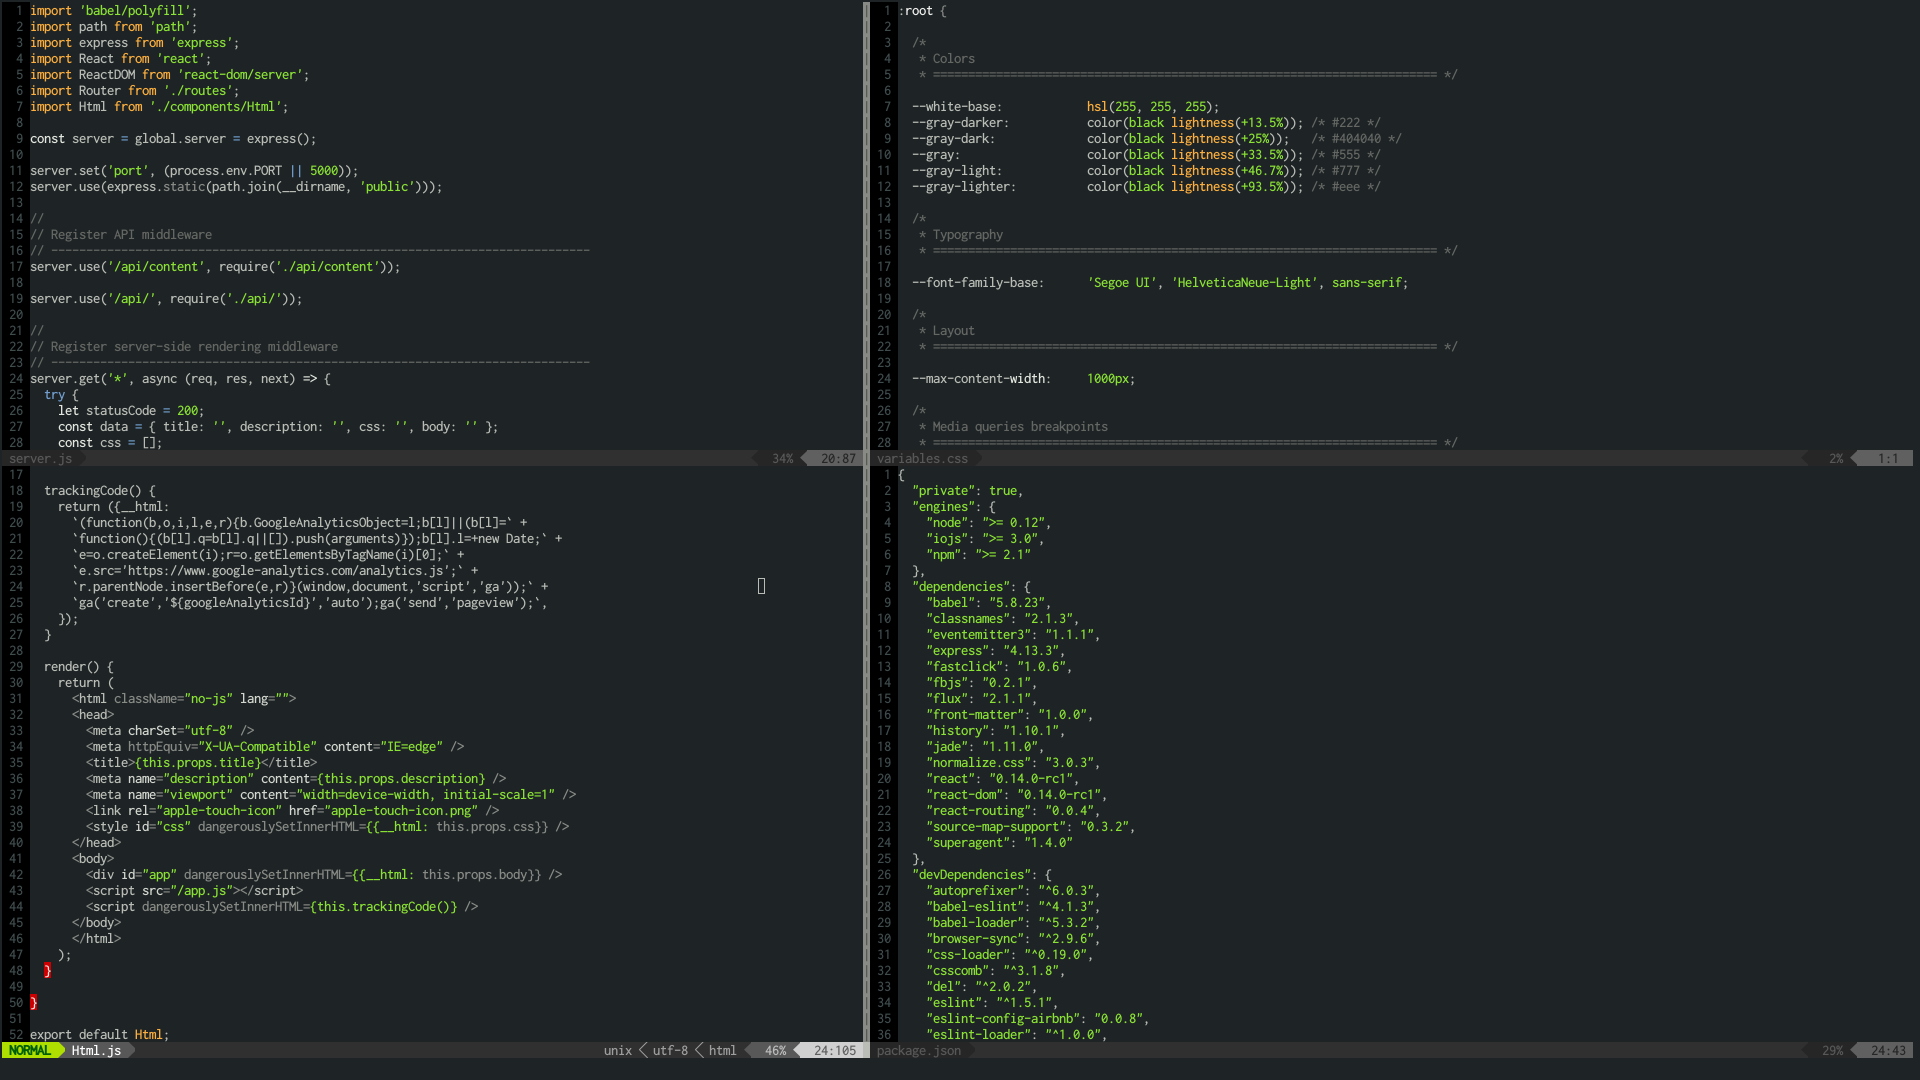 1 import 'babel/polyfill';
2 import path from 'path';
3 import express from 'express';
4 import React from 'react';
5 import ReactDOM from 'react-dom/server';
6 import Router from './routes';
7 import Html from './components/Html';
8
9 const server = global.server = express();
10
11 server.set('port', (process.env.PORT || 5000));
12 server.use(express.static(path.join(__dirname, 'public')));
13
14 //
15 // Register API middleware
16 // -----------------------------------------------------------------------------
17 server.use('/api/content', require('./api/content'));
18
19 server.use('/api/', require('./api/'));
20
21 //
22 // Register server-side rendering middleware
23 // -----------------------------------------------------------------------------
24 server.get('*', async (req, res, next) => {
25   try {
26     let statusCode = 200;
27     const data = { title: '', description: '', css: '', body: '' };
28     const css = [];
server.js 34% 20:87
17
18   trackingCode() {
19     return ({__html:
20       `(function(b,o,i,l,e,r){b.GoogleAnalyticsObject=l;b[l]||(b[l]=` +
21       `function(){(b[l].q=b[l].q||[]).push(arguments)});b[l].l=+new Date;` +
22       `e=o.createElement(i);r=o.getElementsByTagName(i)[0];` +
23       `e.src='https://www.google-analytics.com/analytics.js';` +
24       `r.parentNode.insertBefore(e,r)}(window,document,'script','ga'));` +
25       `ga('create','${googleAnalyticsId}','auto');ga('send','pageview');`,
26     });
27   }
28
29   render() {
30     return (
31       <html className="no-js" lang="">
32       <head>
33         <meta charSet="utf-8" />
34         <meta httpEquiv="X-UA-Compatible" content="IE=edge" />
35         <title>{this.props.title}</title>
36         <meta name="description" content={this.props.description} />
37         <meta name="viewport" content="width=device-width, initial-scale=1" />
38         <link rel="apple-touch-icon" href="apple-touch-icon.png" />
39         <style id="css" dangerouslySetInnerHTML={{__html: this.props.css}} />
40       </head>
41       <body>
42         <div id="app" dangerouslySetInnerHTML={{__html: this.props.body}} />
43         <script src="/app.js"></script>
44         <script dangerouslySetInnerHTML={this.trackingCode()} />
45       </body>
46       </html>
47     );
48   }
49
50 }
51
52 export default Html;
NORMAL Html.js unix utf-8 html 46% 24:105
1 :root {
2
3   /*
4    * Colors
5    * ======================================================================== */
6
7   --white-base:            hsl(255, 255, 255);
8   --gray-darker:           color(black lightness(+13.5%)); /* #222 */
9   --gray-dark:             color(black lightness(+25%));   /* #404040 */
10   --gray:                  color(black lightness(+33.5%)); /* #555 */
11   --gray-light:            color(black lightness(+46.7%)); /* #777 */
12   --gray-lighter:          color(black lightness(+93.5%)); /* #eee */
13
14   /*
15    * Typography
16    * ======================================================================== */
17
18   --font-family-base:      'Segoe UI', 'HelveticaNeue-Light', sans-serif;
19
20   /*
21    * Layout
22    * ======================================================================== */
23
24   --max-content-width:     1000px;
25
26   /*
27    * Media queries breakpoints
28    * ======================================================================== */
variables.css 2% 1:1
1 {
2   "private": true,
3   "engines": {
4     "node": ">= 0.12",
5     "iojs": ">= 3.0",
6     "npm": ">= 2.1"
7   },
8   "dependencies": {
9     "babel": "5.8.23",
10     "classnames": "2.1.3",
11     "eventemitter3": "1.1.1",
12     "express": "4.13.3",
13     "fastclick": "1.0.6",
14     "fbjs": "0.2.1",
15     "flux": "2.1.1",
16     "front-matter": "1.0.0",
17     "history": "1.10.1",
18     "jade": "1.11.0",
19     "normalize.css": "3.0.3",
20     "react": "0.14.0-rc1",
21     "react-dom": "0.14.0-rc1",
22     "react-routing": "0.0.4",
23     "source-map-support": "0.3.2",
24     "superagent": "1.4.0"
25   },
26   "devDependencies": {
27     "autoprefixer": "^6.0.3",
28     "babel-eslint": "^4.1.3",
29     "babel-loader": "^5.3.2",
30     "browser-sync": "^2.9.6",
31     "css-loader": "^0.19.0",
32     "csscomb": "^3.1.8",
33     "del": "^2.0.2",
34     "eslint": "^1.5.1",
35     "eslint-config-airbnb": "0.0.8",
36     "eslint-loader": "^1.0.0",
package.json 29% 24:43